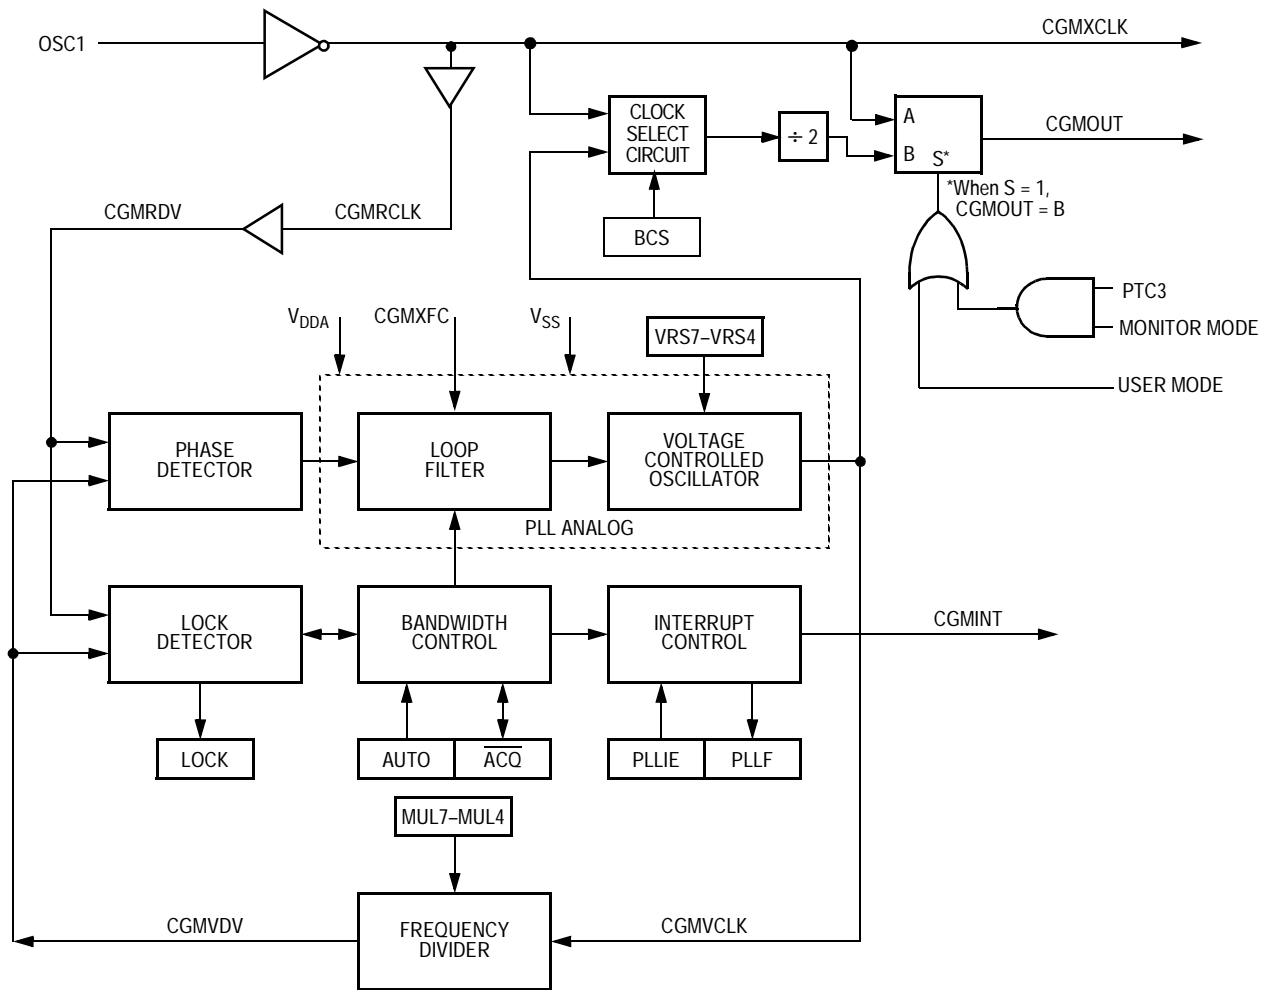 CGMXCLK
OSC1
CLOCK
SELECT
CIRCUIT
÷ 2
A
B
S*
CGMOUT
*When S = 1,
CGMOUT = B
CGMRDV
CGMRCLK
BCS
PTC3
MONITOR MODE
USER MODE
VDDA
CGMXFC
VSS
VRS7–VRS4
PHASE
DETECTOR
LOOP
FILTER
VOLTAGE
CONTROLLED
OSCILLATOR
PLL ANALOG
LOCK
DETECTOR
BANDWIDTH
CONTROL
INTERRUPT
CONTROL
CGMINT
LOCK
AUTO
A̅C̅Q̅
PLLIE
PLLF
MUL7–MUL4
CGMVDV
FREQUENCY
DIVIDER
CGMVCLK